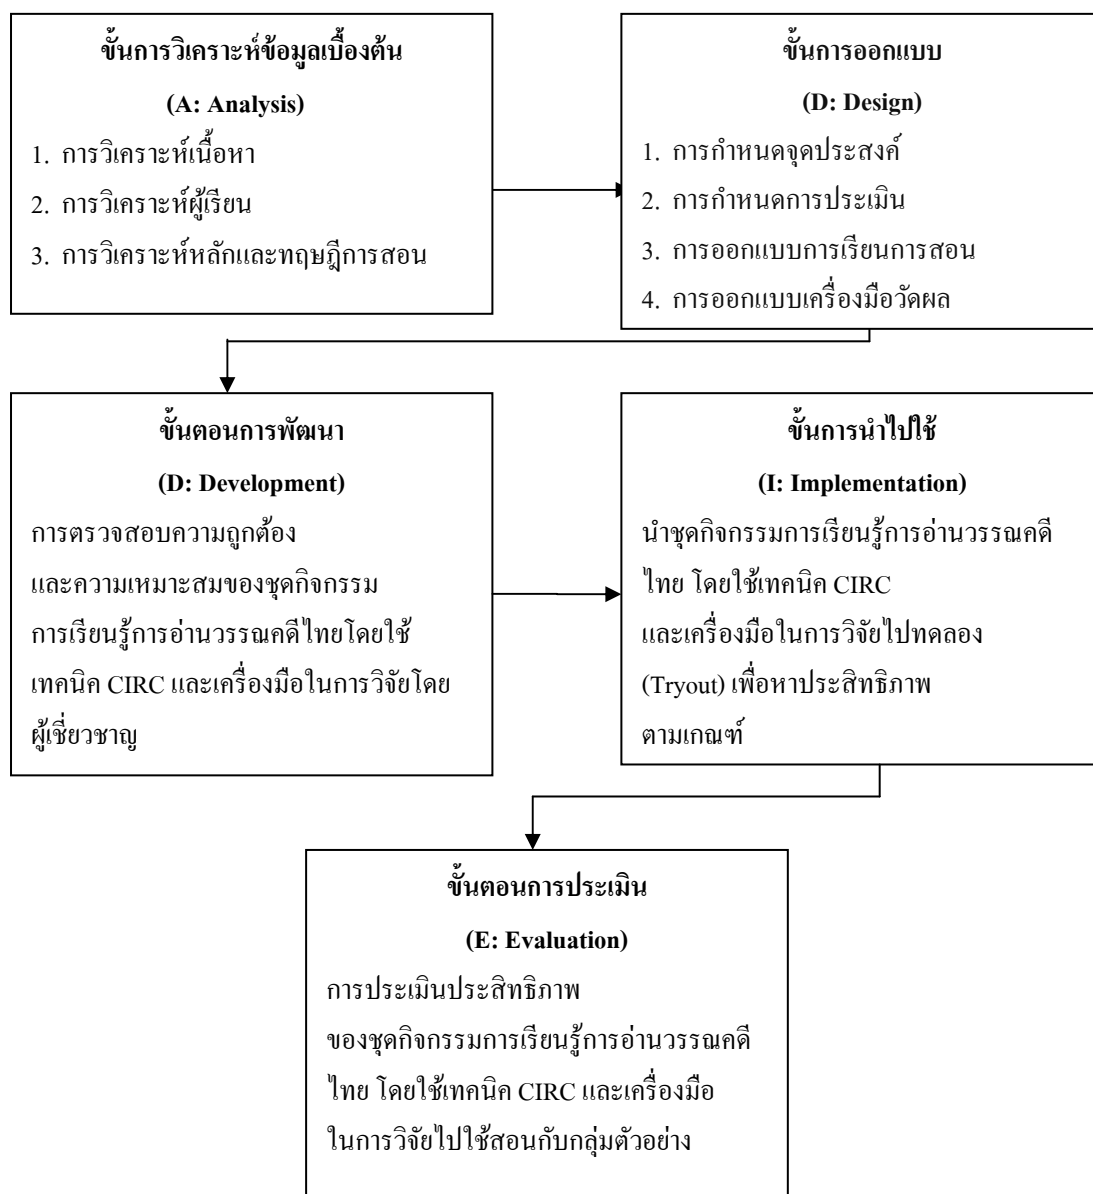 ขั้นการวิเคราะห์ข้อมูลเบื้องต้น
(A: Analysis)
1. การวิเคราะห์เนื้อหา
2. การวิเคราะห์ผู้เรียน
3. การวิเคราะห์หลักและทฤษฎีการสอน
ขั้นการออกแบบ
(D: Design)
1. การกำหนดจุดประสงค์
2. การกำหนดการประเมิน
3. การออกแบบการเรียนการสอน
4. การออกแบบเครื่องมือวัดผล
ขั้นตอนการพัฒนา
(D: Development)
การตรวจสอบความถูกต้อง
และความเหมาะสมของชุดกิจกรรม
การเรียนรู้การอ่านวรรณคดีไทยโดยใช้
เทคนิค CIRC และเครื่องมือในการวิจัยโดย
ผู้เชี่ยวชาญ
ขั้นการนำไปใช้
(I: Implementation)
นำชุดกิจกรรมการเรียนรู้การอ่านวรรณคดี
ไทย โดยใช้เทคนิค CIRC
และเครื่องมือในการวิจัยไปทดลอง
(Tryout) เพื่อหาประสิทธิภาพ
ตามเกณฑ์
ขั้นตอนการประเมิน
(E: Evaluation)
การประเมินประสิทธิภาพ
ของชุดกิจกรรมการเรียนรู้การอ่านวรรณคดี
ไทย โดยใช้เทคนิค CIRC และเครื่องมือ
ในการวิจัยไปใช้สอนกับกลุ่มตัวอย่าง